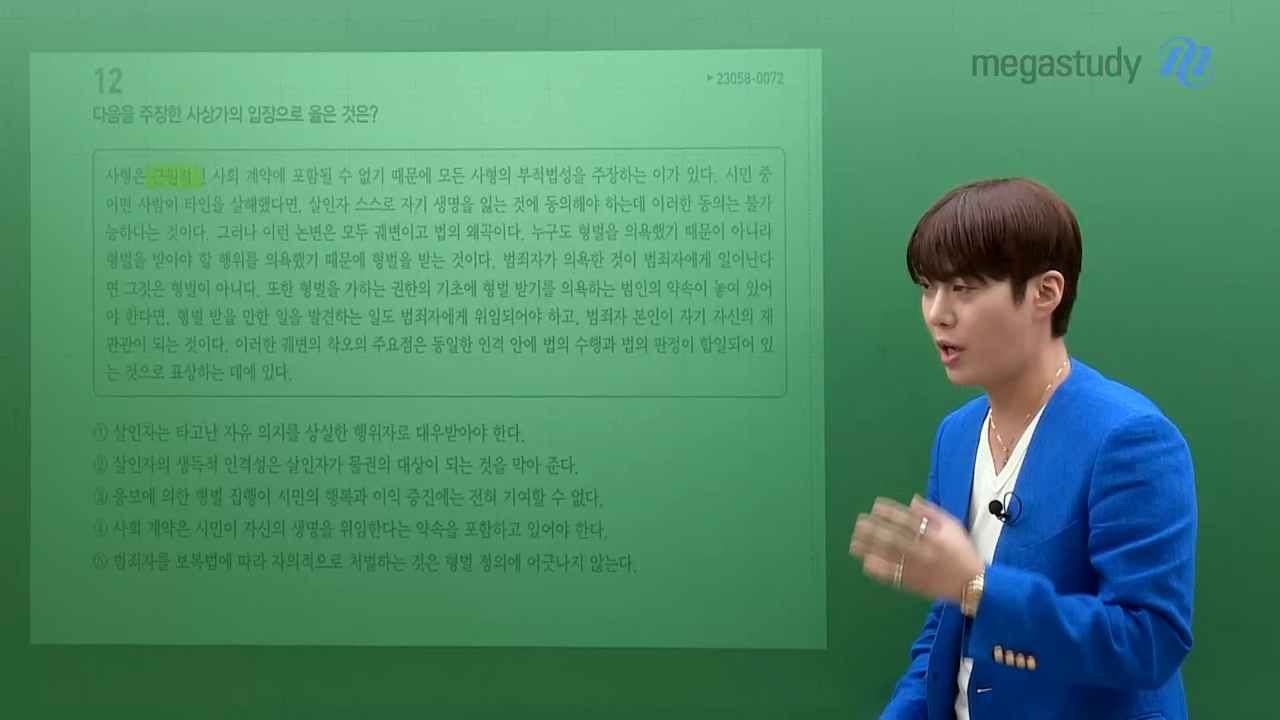 megastudy
12
▶23058-0072
다음을 주장한 사상가의 입장으로 옳은 것은?
사형은 근원적인 사회 계약에 포함될 수 없기 때문에 모든 사형의 부적법성을 주장하는 이가 있다. 시민 중
어떤 사람이 타인을 살해했다면, 살인자 스스로 자기 생명을 잃는 것에 동의해야 하는데 이러한 동의는 불가
능하다는 것이다. 그러나 이런 논변은 모두 궤변이고 법의 왜곡이다. 누구도 형벌을 의욕했기 때문이 아니라
형벌을 받아야 할 행위를 의욕했기 때문에 형벌을 받는 것이다. 범죄자가 의욕한 것이 범죄자에게 일어난다
면 그것은 형벌이 아니다. 또한 형벌을 가하는 권한의 기초에 형벌 받기를 의욕하는 범인의 약속이 놓여 있어
야 한다면, 형벌 받을 만한 일을 발견하는 일도 범죄자에게 위임되어야 하고, 범죄자 본인이 자기 자신의 재
판관이 되는 것이다. 이러한 궤변의 착오의 주요점은 동일한 인격 안에 법의 수행과 법의 판정이 합일되어 있
는 것으로 표상하는 데에 있다.
① 살인자는 타고난 자유 의지를 상실한 행위자로 대우받아야 한다.
② 살인자의 생득적 인격성은 살인자가 물권의 대상이 되는 것을 막아 준다.
③ 응보에 의한 형벌 집행이 시민의 행복과 이익 증진에는 전혀 기여할 수 없다.
④ 사회 계약은 시민이 자신의 생명을 위임한다는 약속을 포함하고 있어야 한다.
⑤ 범죄자를 보복법에 따라 자의적으로 처벌하는 것은 형벌 정의에 어긋나지 않는다.